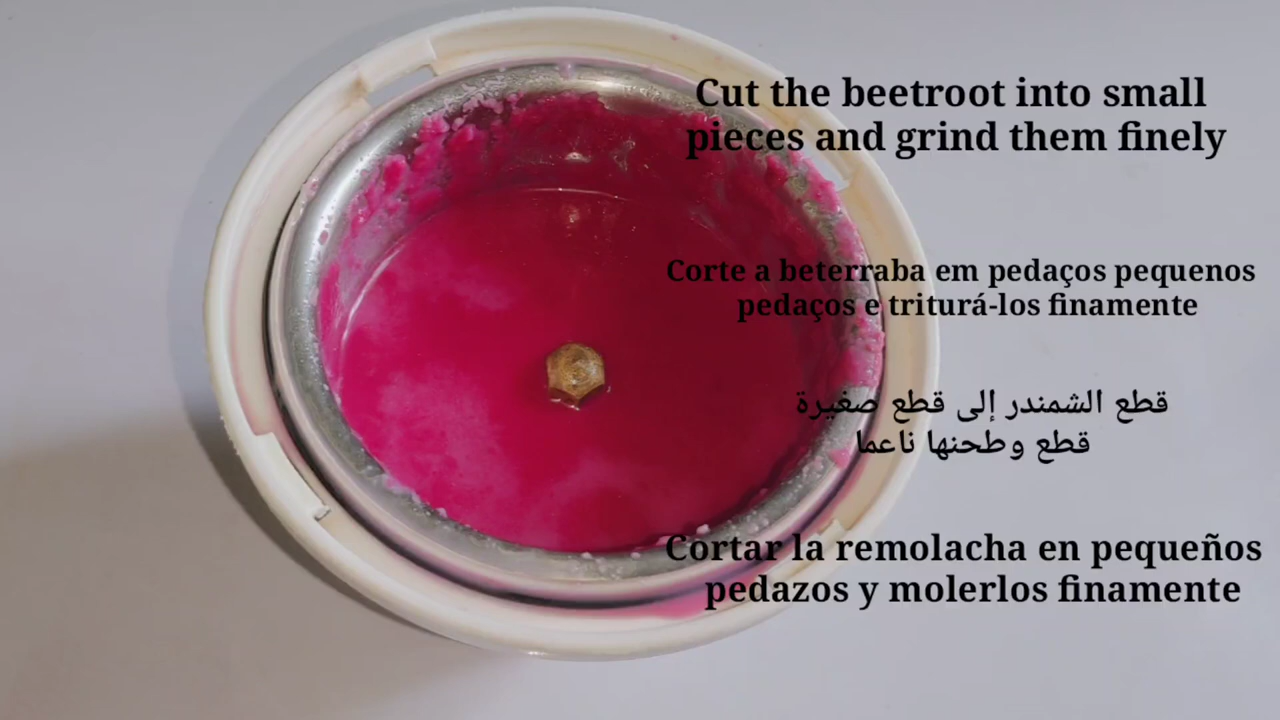 Cut the beetroot into small
pieces and grind them finely
Corte a beterraba em pedaços pequenos
pedaços e triturá-los finamente
قطع الشمندر إلى قطع صغيرة
قطع وطحنها ناعما
Cortar la remolacha en pequeños
pedazos y molerlos finamente